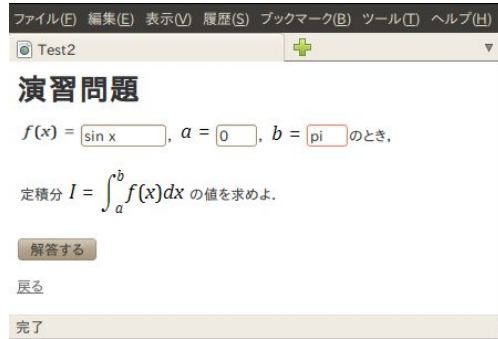 ファイル(F) 編集(E) 表示(V) 履歴(S) ブックマーク(B) ツール(T) ヘルプ(H)
Test2
演習問題
f(x) = sin x , a = 0 , b = pi のとき,
定積分 I = ∫_a^b f(x)dx の値を求めよ.
解答する
戻る
完了